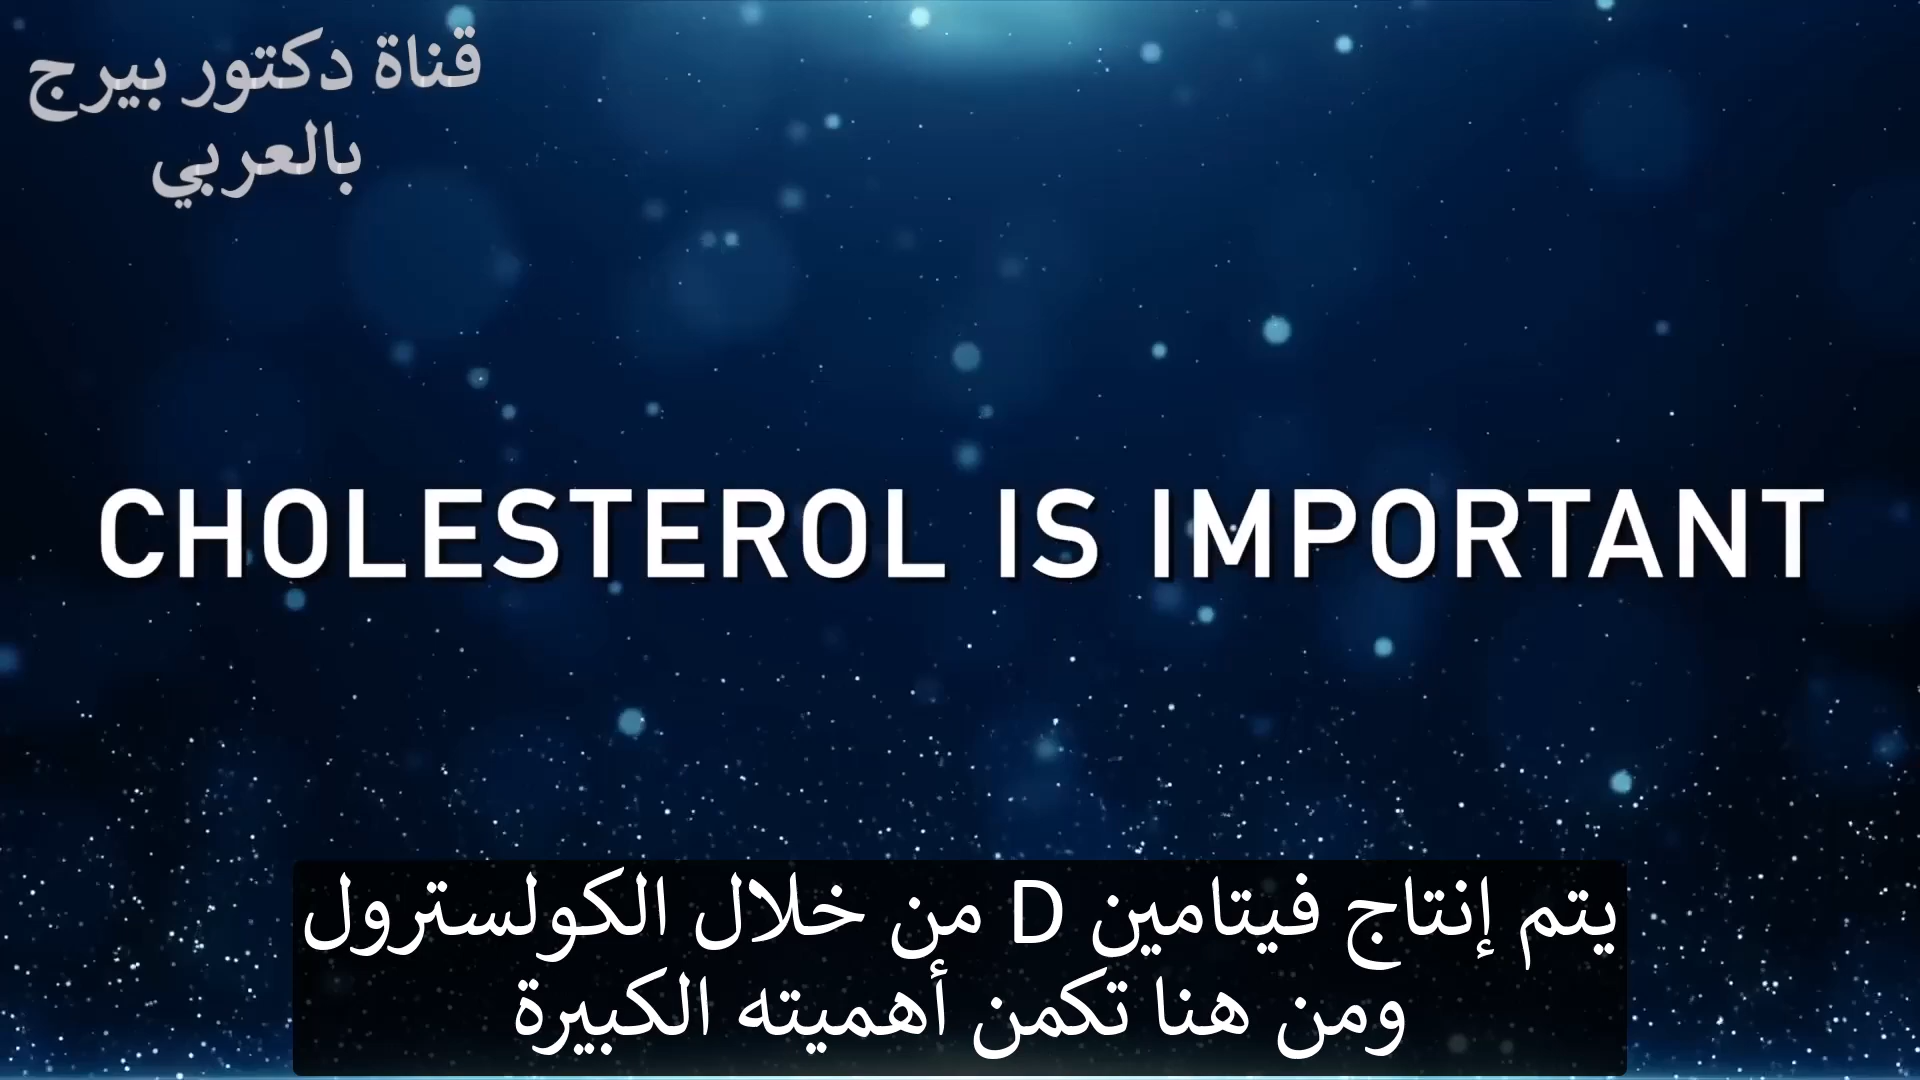 قناة دكتور بيرج
بالعربي
CHOLESTEROL IS IMPORTANT
يتم إنتاج فيتامين D من خلال الكولسترول
ومن هنا تكمن أهميته الكبيرة